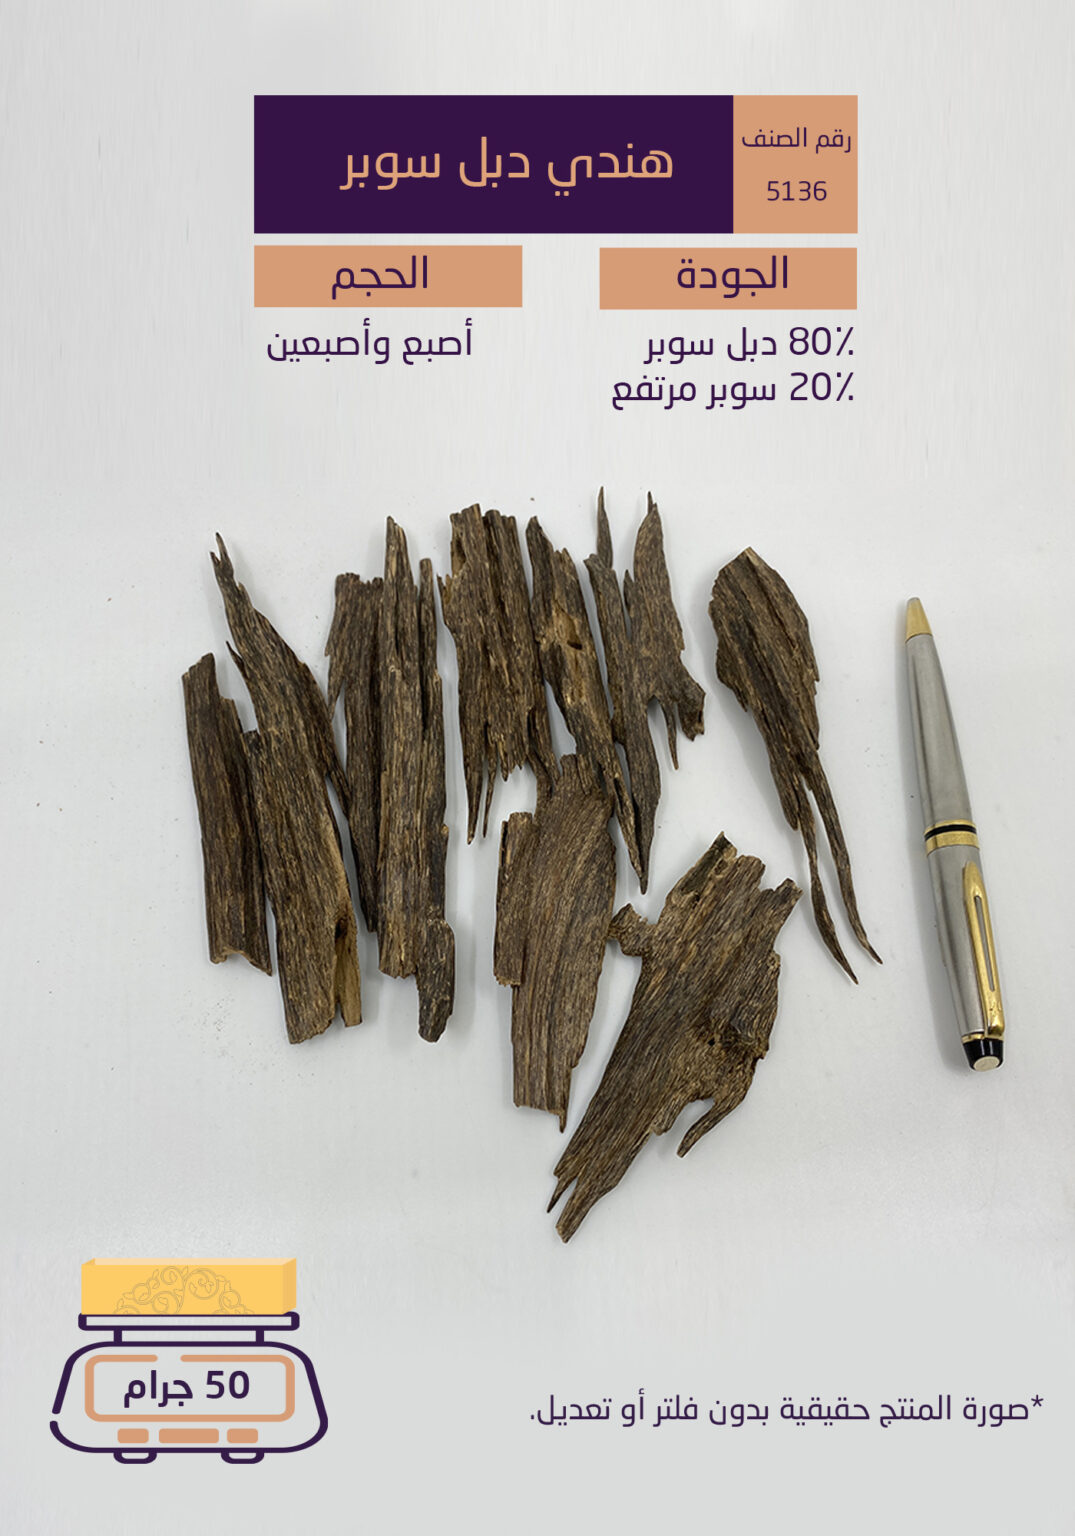 رقم الصنف
5136
هندي دبل سوبر
الجودة
80٪ دبل سوبر
20٪ سوبر مرتفع
الحجم
أصبع وأصبعين
50 جرام
*صورة المنتج حقيقية بدون فلتر أو تعديل.